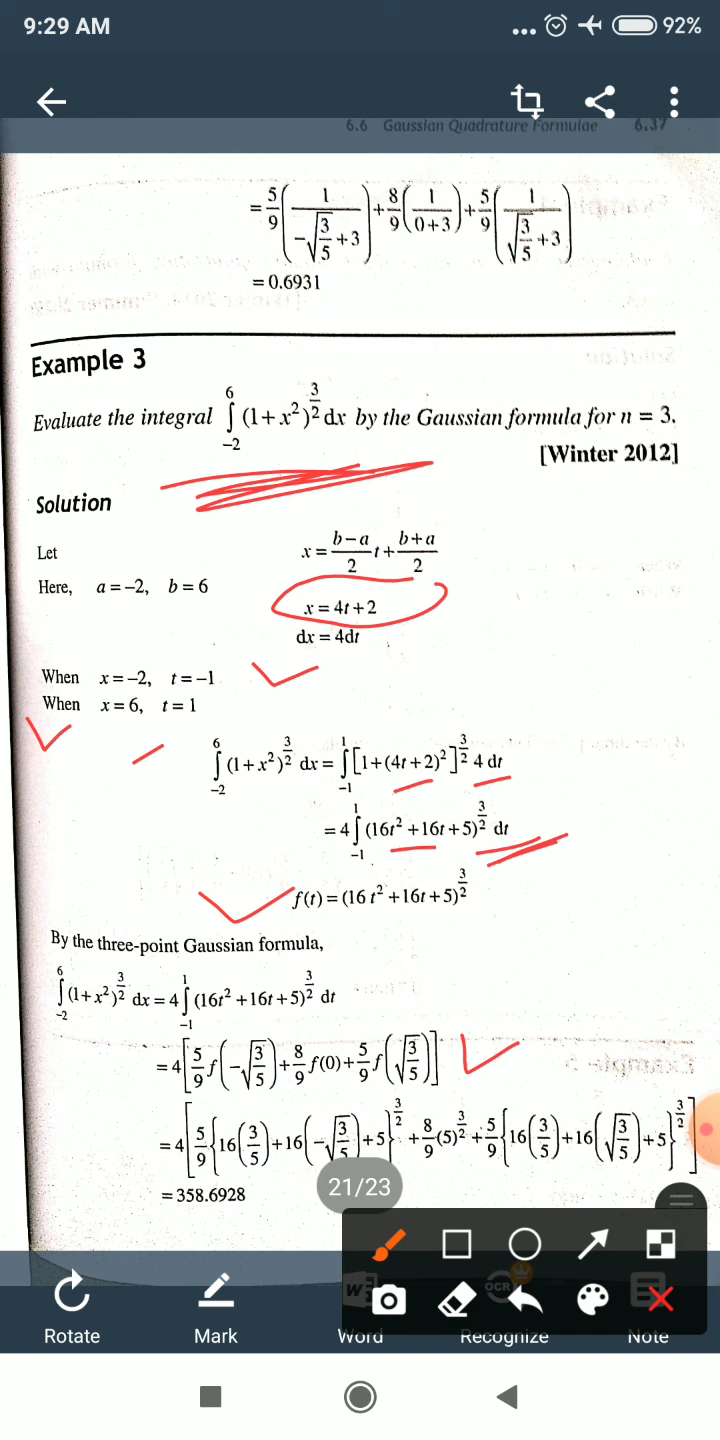 9:29 AM
92%
6.6 Gaussian Quadrature Formulae 6.37
= 5/9 ( 1 / (−√(3/5) + 3) ) + 8/9 ( 1 / (0+3) ) + 5/9 ( 1 / (√(3/5) + 3) )
= 0.6931
Example 3
Evaluate the integral ∫_{−2}^{6} (1+x²)^{3/2} dx by the Gaussian formula for n = 3.
[Winter 2012]
Solution
Let x = (b−a)/2 t + (b+a)/2
Here, a = −2, b = 6
x = 4t + 2
dx = 4dt
When x = −2, t = −1
When x = 6, t = 1
∫_{−2}^{6} (1+x²)^{3/2} dx = ∫_{−1}^{1} [1+(4t+2)²]^{3/2} 4 dt
= 4 ∫_{−1}^{1} (16t² +16t+5)^{3/2} dt
f(t) = (16 t² +16t+5)^{3/2}
By the three-point Gaussian formula,
∫_{−2}^{6} (1+x²)^{3/2} dx = 4 ∫_{−1}^{1} (16t² +16t+5)^{3/2} dt
= 4 [ 5/9 f(−√(3/5)) + 8/9 f(0) + 5/9 f(√(3/5)) ]
= 4 [ 5/9 {16(3/5)+16(−√(3/5))+5}^{3/2} + 8/9 (5)^{3/2} + 5/9 {16(3/5)+16(√(3/5))+5}^{3/2} ]
= 358.6928
21/23
OCR
Rotate Mark Word Recognize Note